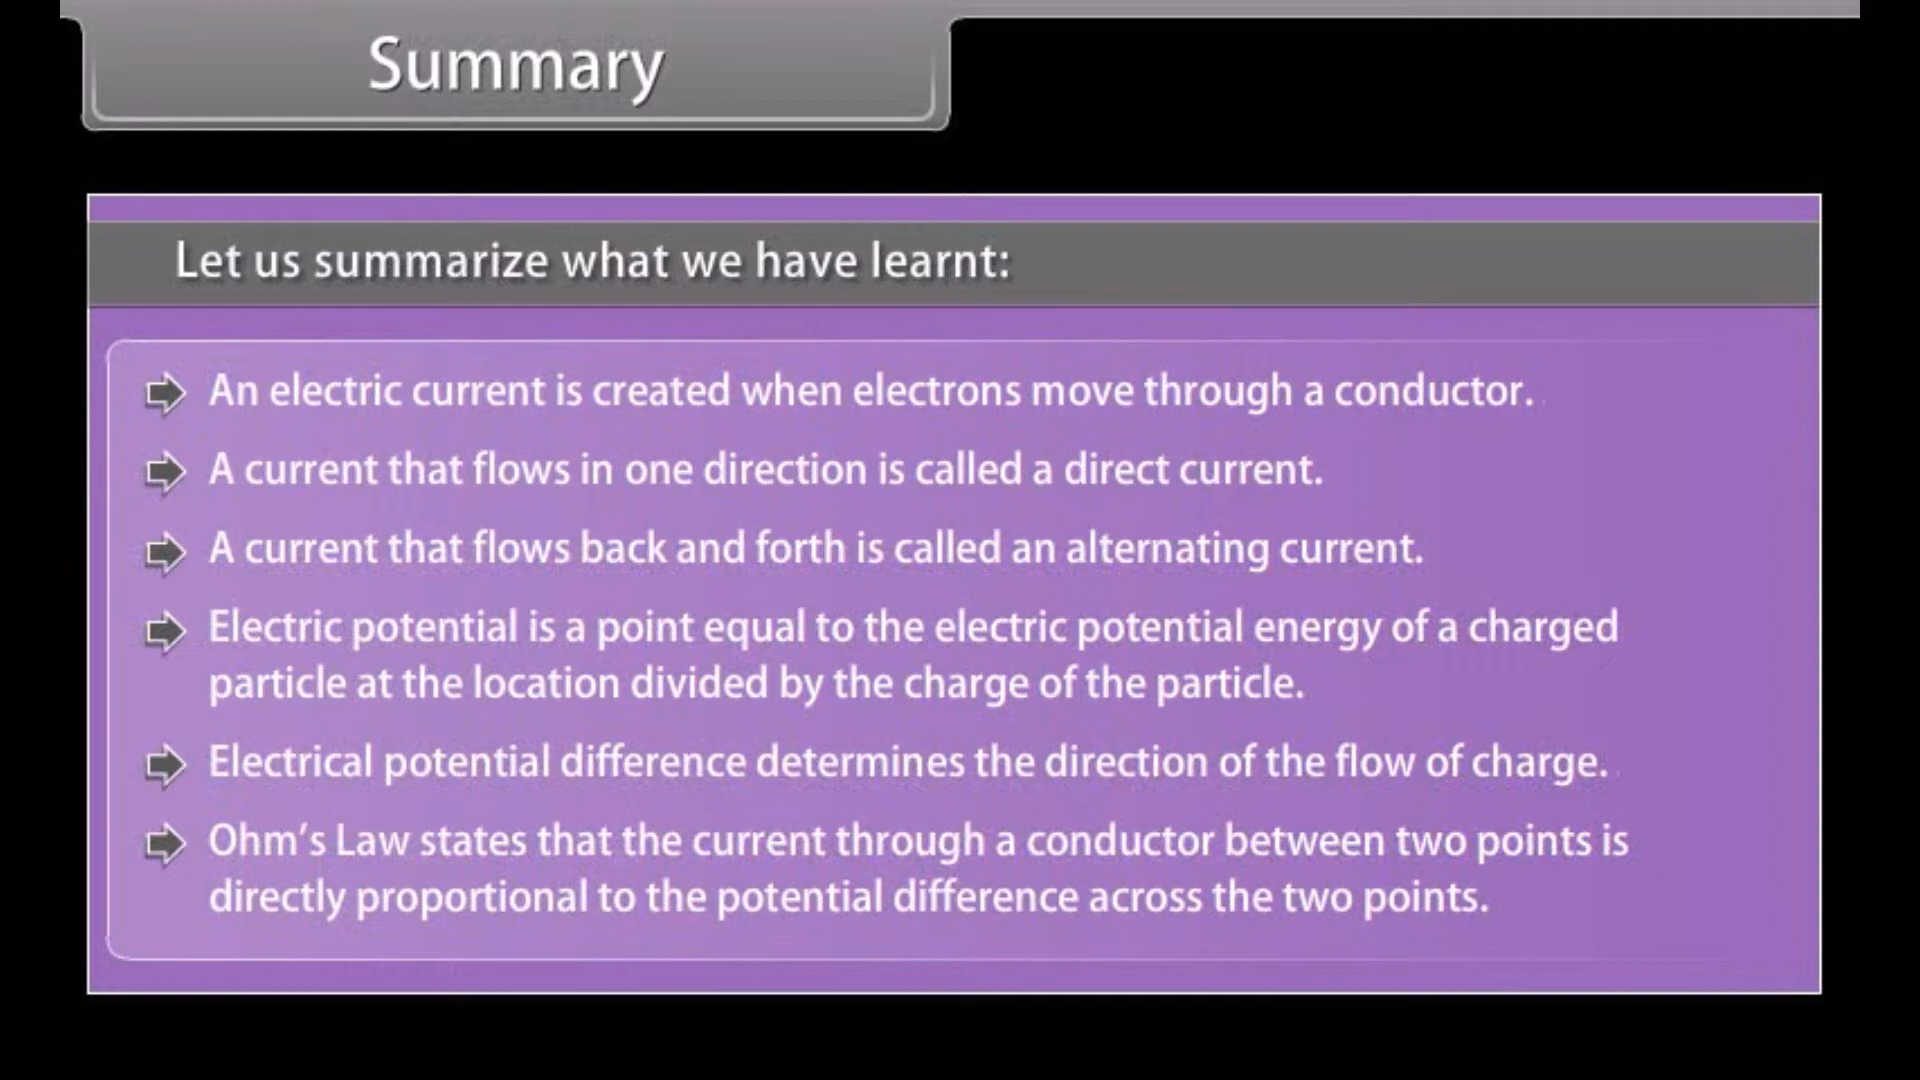 Summary
Let us summarize what we have learnt:
An electric current is created when electrons move through a conductor.
A current that flows in one direction is called a direct current.
A current that flows back and forth is called an alternating current.
Electric potential is a point equal to the electric potential energy of a charged
particle at the location divided by the charge of the particle.
Electrical potential difference determines the direction of the flow of charge.
Ohm's Law states that the current through a conductor between two points is
directly proportional to the potential difference across the two points.